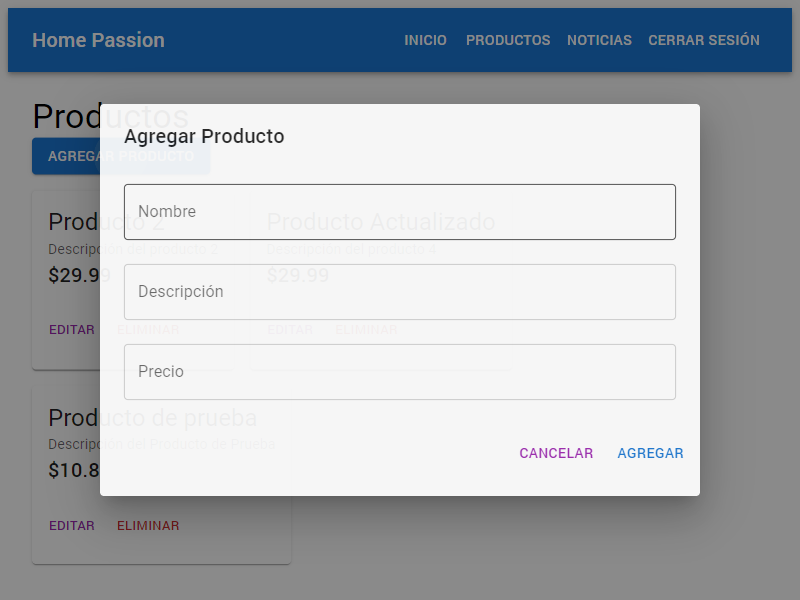 Home Passion
INICIO PRODUCTOS NOTICIAS CERRAR SESIÓN
Productos
AGREGAR PRODUCTO
Agregar Producto
Nombre
Descripción
Precio
CANCELAR AGREGAR
Producto 2
Descripción del producto 2
$29.99
EDITAR ELIMINAR
Producto Actualizado
Descripción del producto 4
$29.99
EDITAR ELIMINAR
Producto de prueba
Descripción del Producto de Prueba
$10.8
EDITAR ELIMINAR